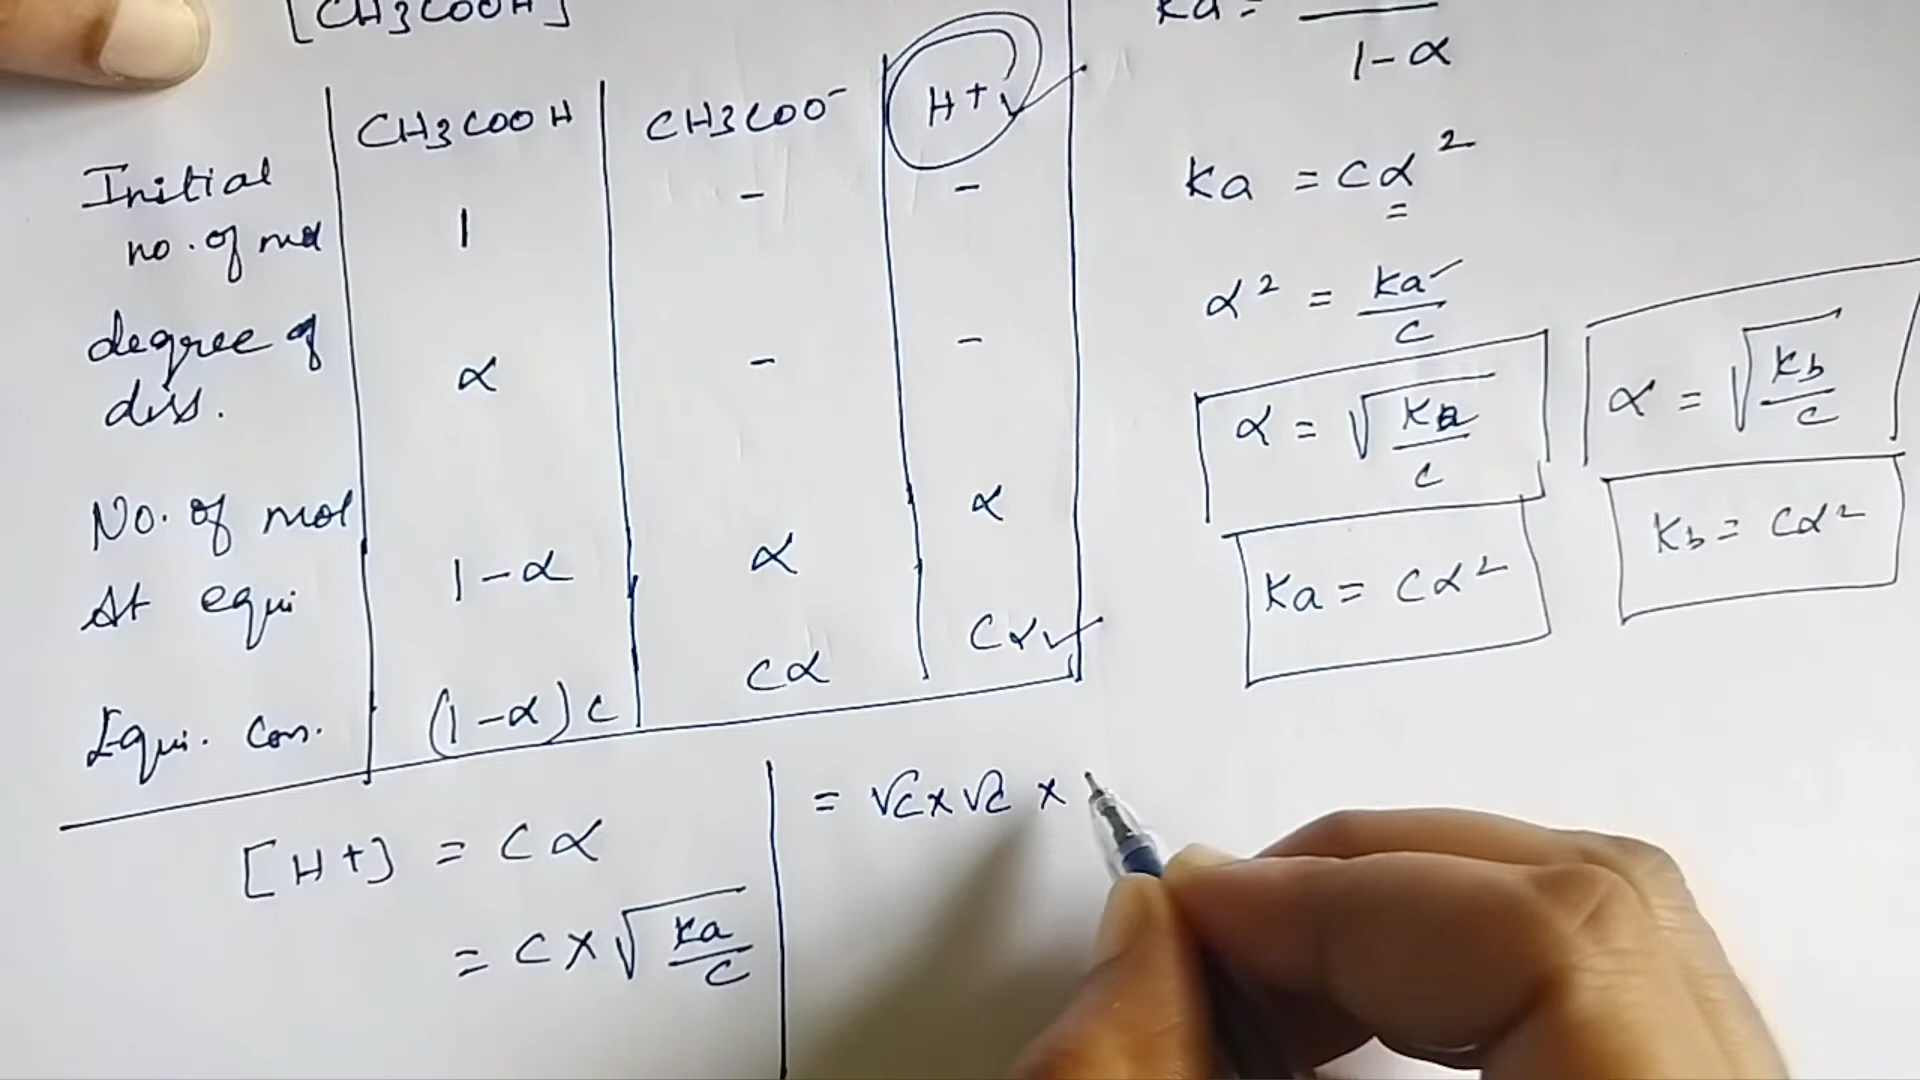 [CH3COOH]
CH3COOH CH3COO⁻ H+
Initial
no. of mol 1 - -
degree of
diss. α - -
No. of mol
At equi 1-α α α
Equi. con. (1-α)c cα cα
[H+] = cα
= c×√ka/c
= √c×√c ×
ka =
1-α
ka = cα²
α² = ka/c
α = √ka/c
ka = cα²
α = √kb/c
kb = cα²